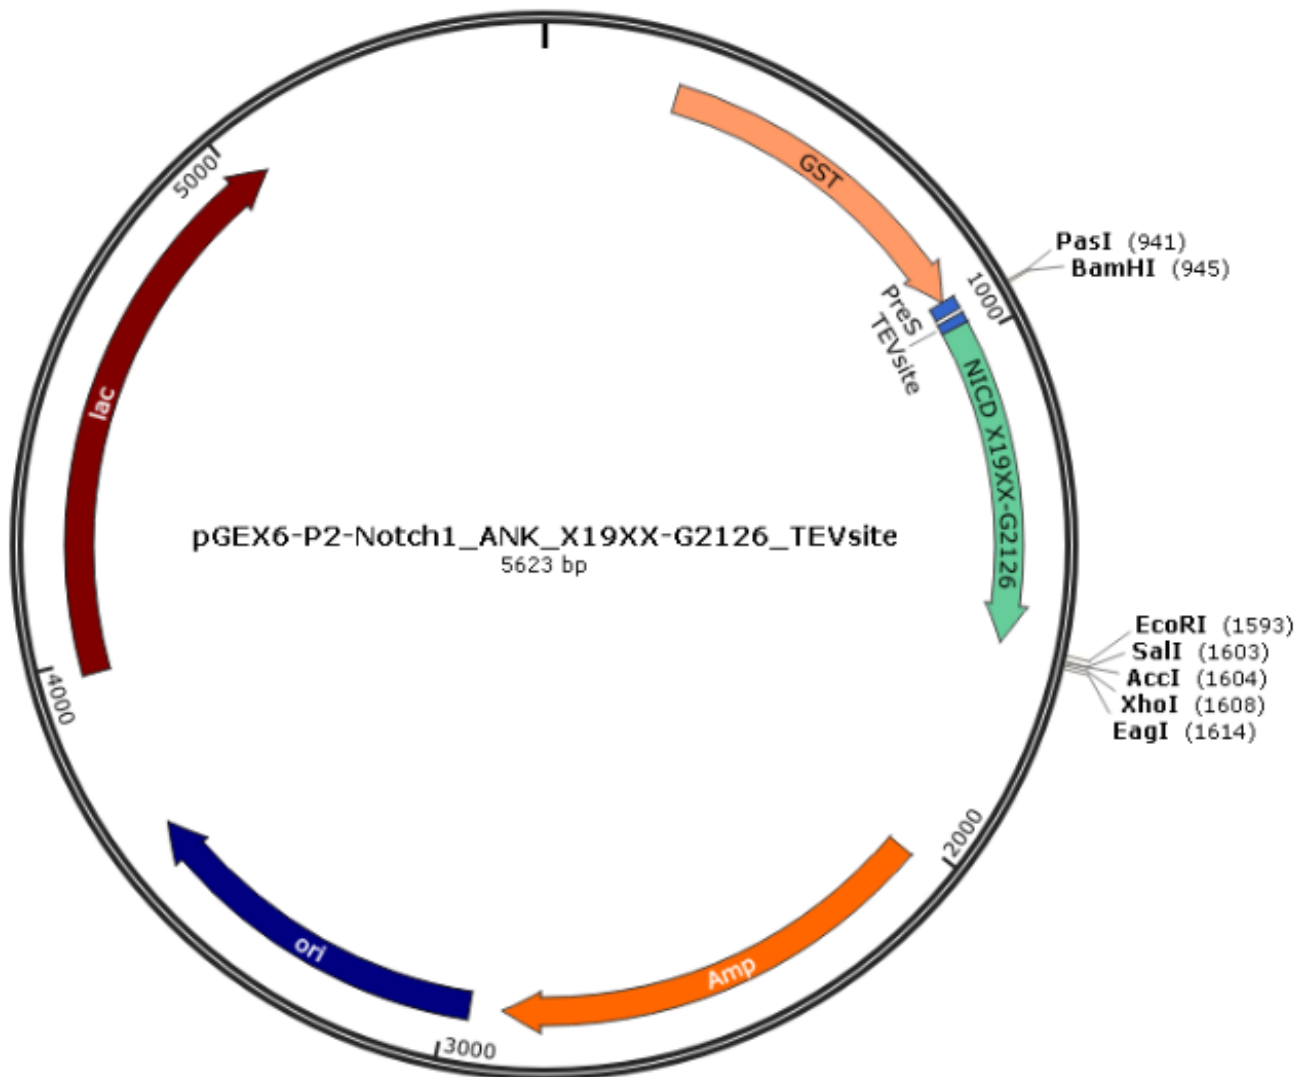 5000
GST
PasI (941)
BamHI (945)
1000
PreS
TEVsite
NICD X19XX-G2126
lac
pGEX6-P2-Notch1_ANK_X19XX-G2126_TEVsite
5623 bp
EcoRI (1593)
SalI (1603)
AccI (1604)
XhoI (1608)
EagI (1614)
4000
2000
ori
Amp
3000